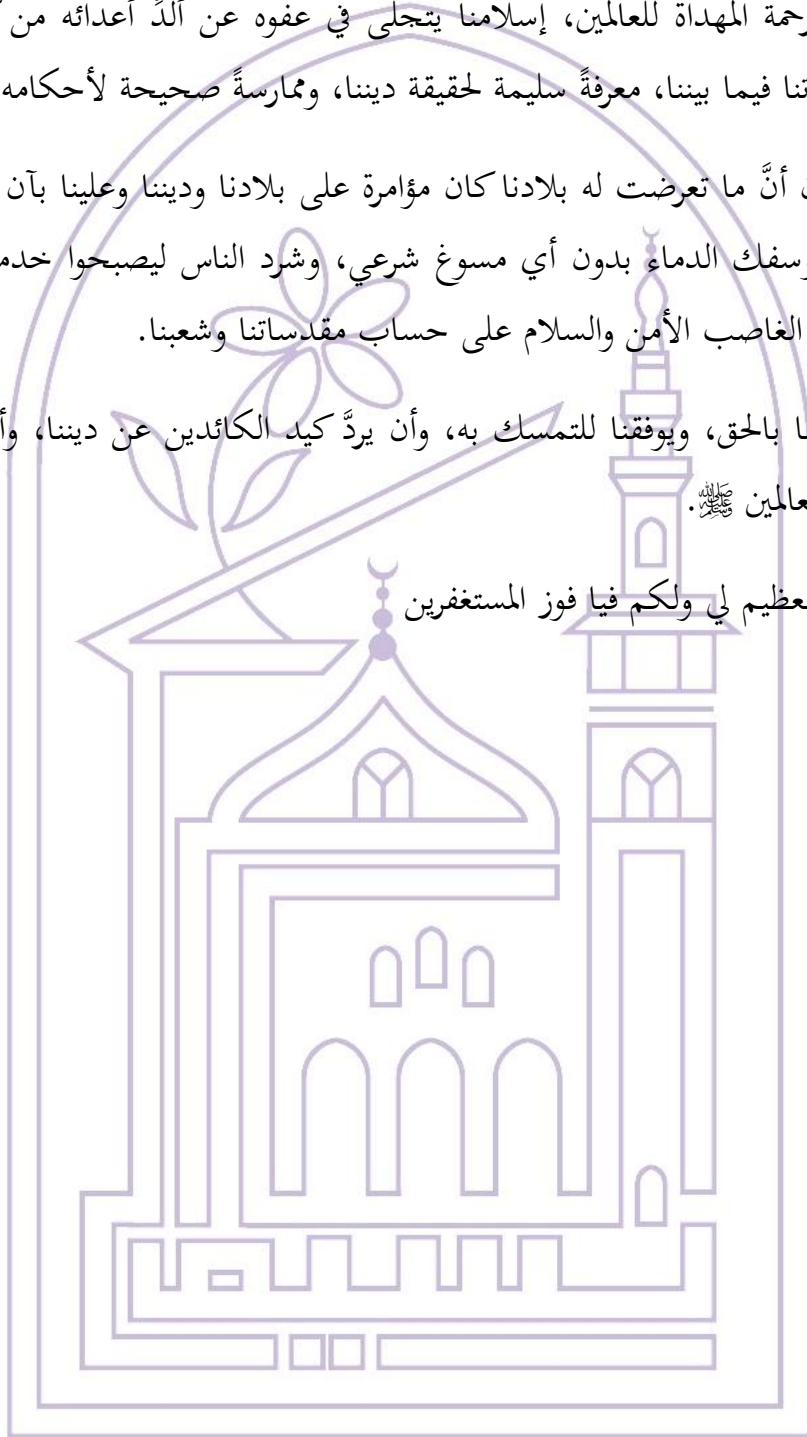 رحمة المهداة للعالمين، إسلامنا يتجلّى في عفوه عن ألدِّ أعدائه من
تنا فيما بيننا، معرفةً سليمة لحقيقة ديننا، وممارسةً صحيحة لأحكامه
أنَّ ما تعرضت له بلادنا كان مؤامرة على بلادنا وديننا وعلينا بآن
وسفك الدماء بدون أي مسوغ شرعي، وشرد الناس ليصبحوا خدم
الغاصب الأمن والسلام على حساب مقدساتنا وشعبنا.
ا بالحق، ويوفقنا للتمسك به، وأن يردَّ كيد الكائدين عن ديننا، وأ
عالمين ﷺ.
عظيم لي ولكم فيا فوز المستغفرين